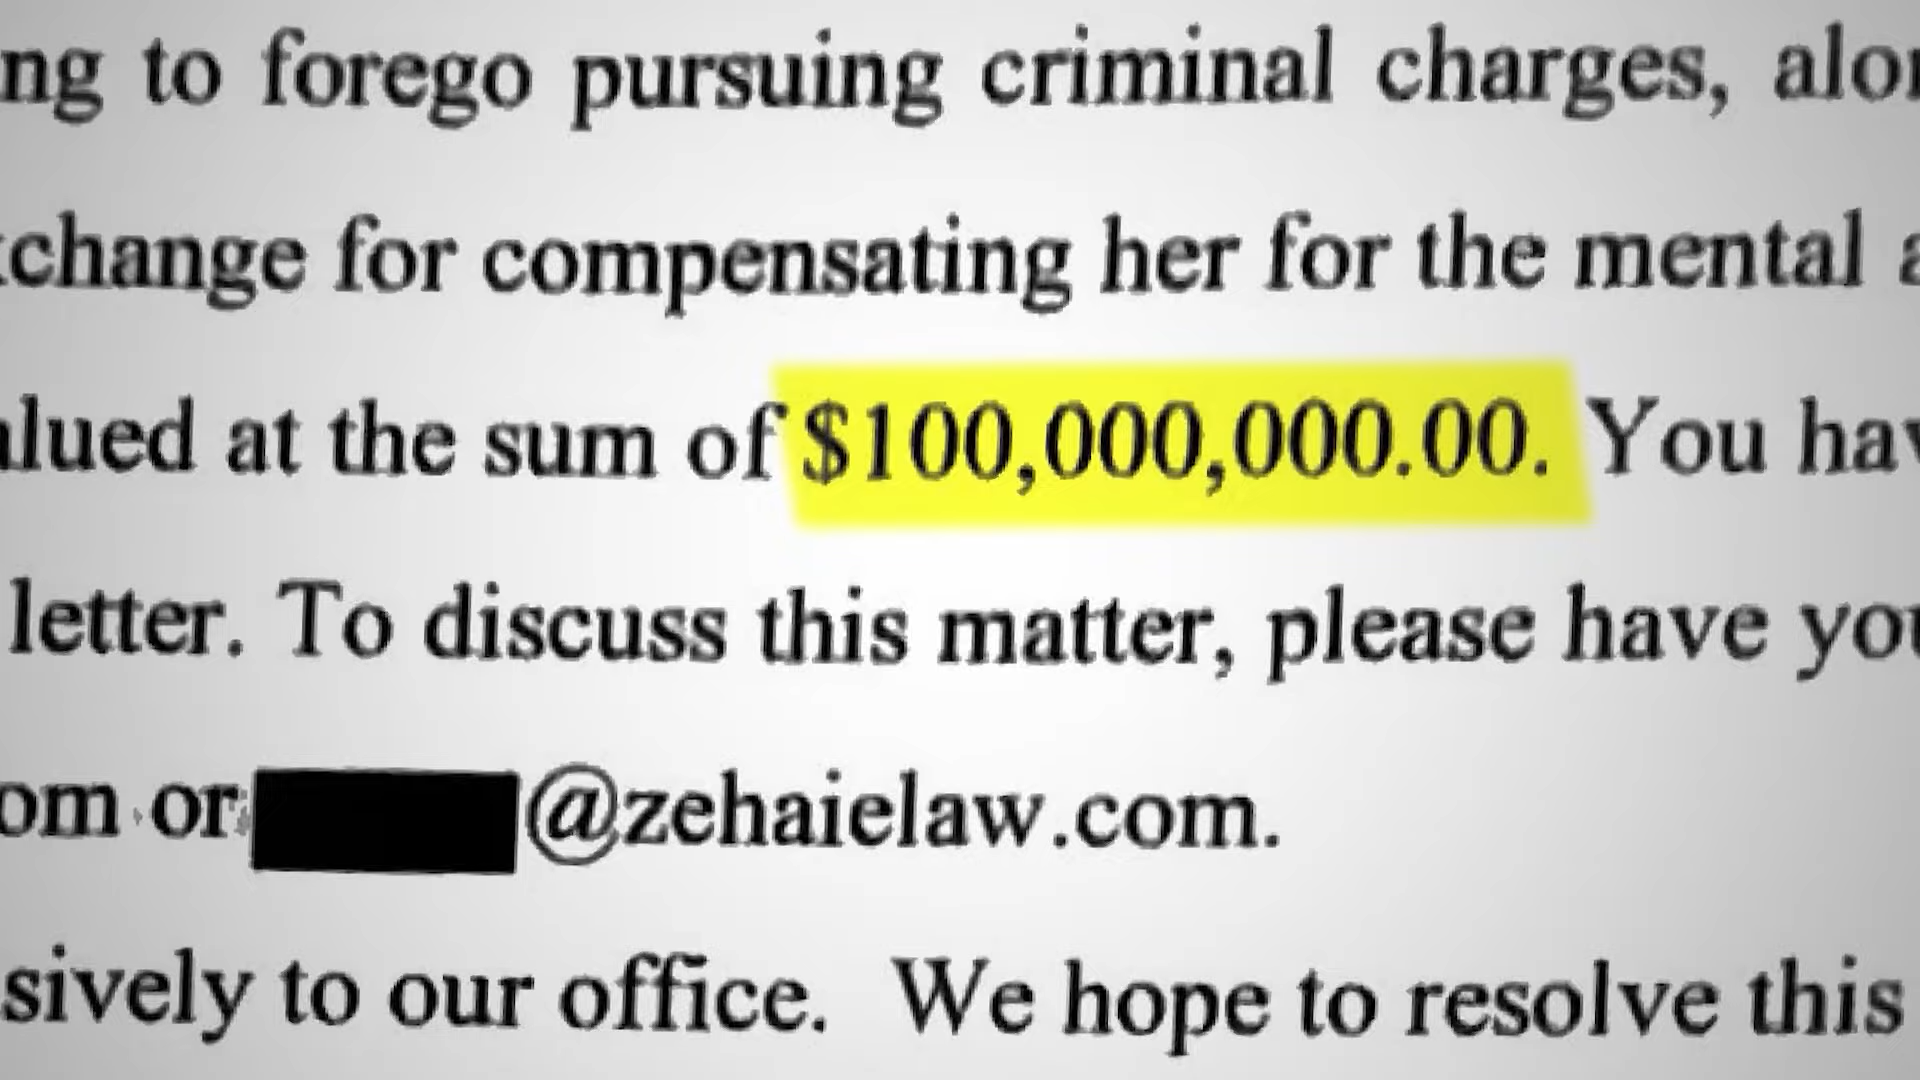 ng to forego pursuing criminal charges, alon
change for compensating her for the mental a
lued at the sum of $100,000,000.00. You hav
letter. To discuss this matter, please have you
om or @zehaielaw.com.
sively to our office. We hope to resolve this